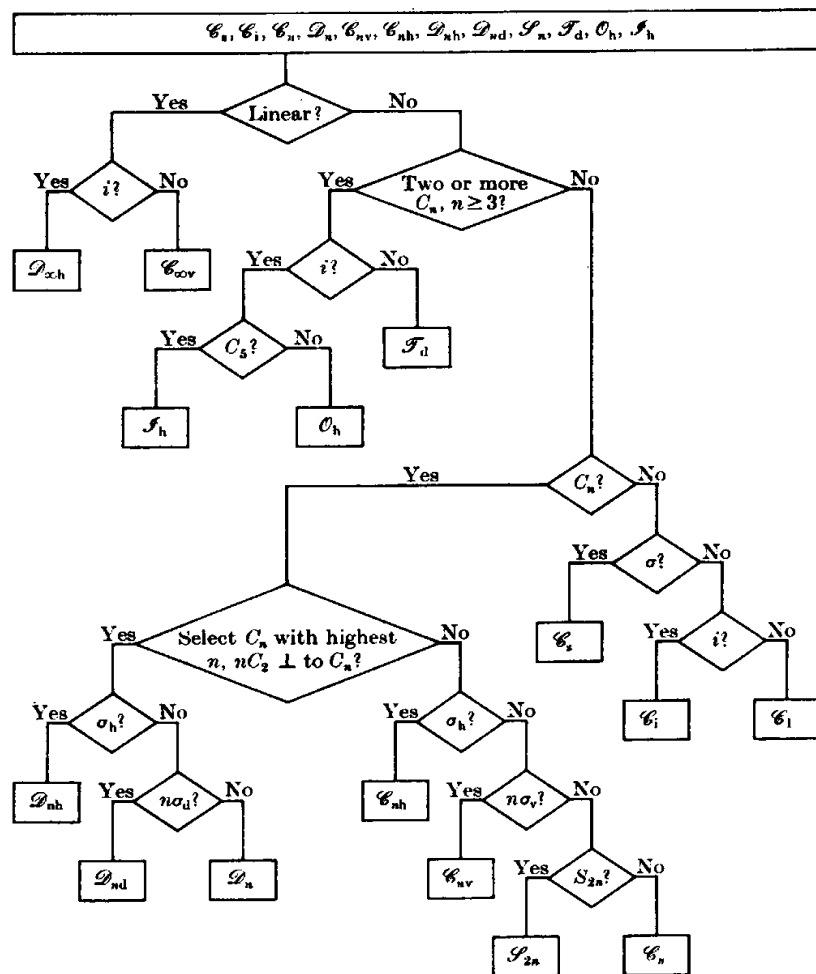 𝒞ₛ, 𝒞ᵢ, 𝒞ₙ, 𝒟ₙ, 𝒞ₙᵥ, 𝒞ₙₕ, 𝒟ₙₕ, 𝒟ₙd, 𝒮ₙ, 𝒯d, 𝒪ₕ, ℐₕ
Yes Linear? No
Yes i? No
Yes Two or more No
Cₙ, n ≥ 3?
𝒟∞h 𝒞∞v
Yes i? No
Yes C₅? No
𝒯d
ℐₕ 𝒪ₕ
Yes Cₙ? No
Yes σ? No
Yes Select Cₙ with highest No
n, nC₂ ⊥ to Cₙ?
𝒞ₛ
Yes i? No
Yes σₕ? No
Yes σₕ? No
𝒞ᵢ 𝒞₁
𝒟ₙₕ
Yes nσd? No
𝒞ₙₕ
Yes nσᵥ? No
𝒟ₙd 𝒟ₙ
𝒞ₙᵥ
Yes S₂ₙ? No
𝒮₂ₙ 𝒞ₙ